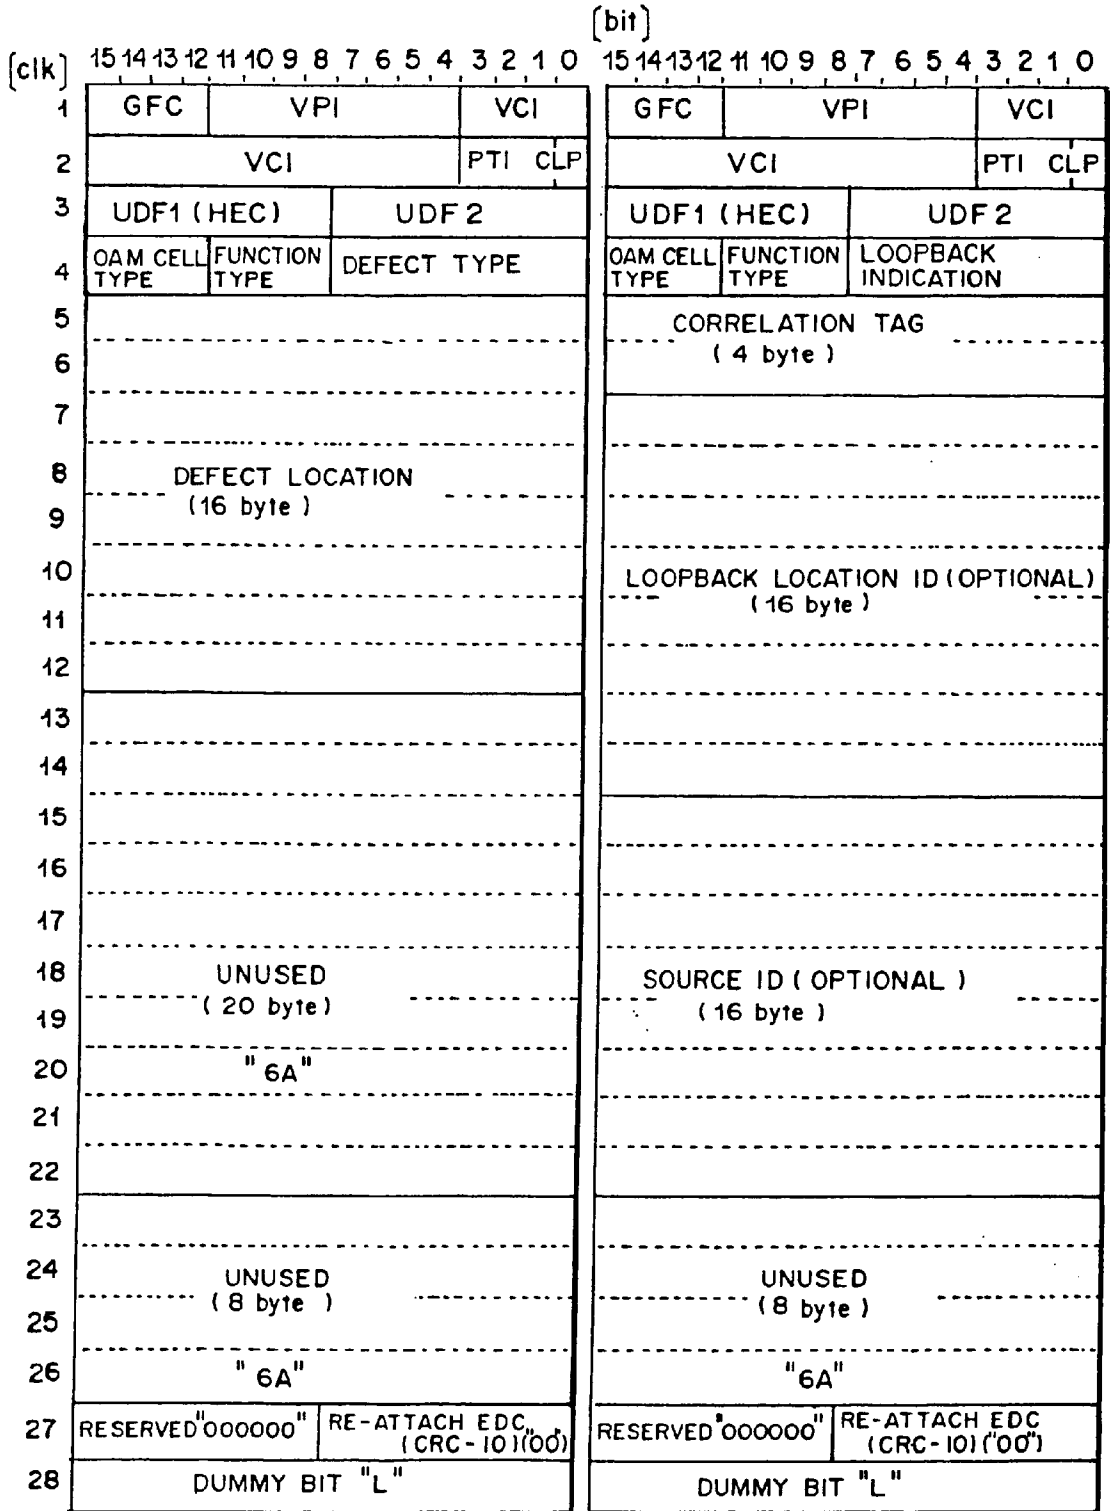 [bit]
[clk] 15 14 13 12 11 10 9 8 7 6 5 4 3 2 1 0 15 14 13 12 11 10 9 8 7 6 5 4 3 2 1 0
1 GFC VPI VCI GFC VPI VCI
2 VCI PTI CLP VCI PTI CLP
3 UDF1 (HEC) UDF2 UDF1 (HEC) UDF2
4 OAM CELL TYPE FUNCTION TYPE DEFECT TYPE OAM CELL TYPE FUNCTION TYPE LOOPBACK INDICATION
5 CORRELATION TAG
(4 byte)
6
7
8 DEFECT LOCATION
(16 byte)
9
10 LOOPBACK LOCATION ID (OPTIONAL)
(16 byte)
11
12
13
14
15
16
17
18 UNUSED SOURCE ID (OPTIONAL)
(20 byte) (16 byte)
19
20 "6A"
21
22
23
24 UNUSED UNUSED
(8 byte) (8 byte)
25
26 "6A" "6A"
27 RESERVED "000000" RE-ATTACH EDC (CRC-10) ("00") RESERVED "000000" RE-ATTACH EDC (CRC-10) ("00")
28 DUMMY BIT "L" DUMMY BIT "L"